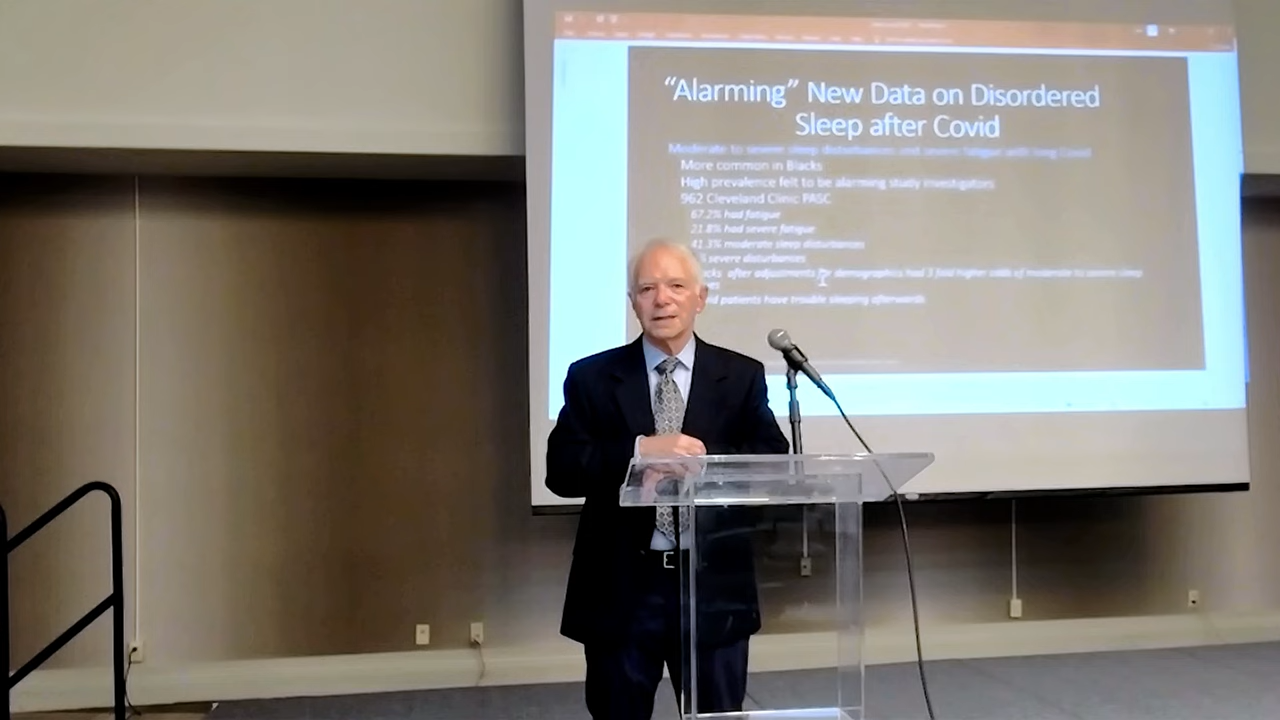 “Alarming” New Data on Disordered
Sleep after Covid
Moderate to severe sleep disturbances and severe fatigue with long Covid
More common in Blacks
High prevalence felt to be alarming study investigators
962 Cleveland Clinic PASC
67.2% had fatigue
21.8% had severe fatigue
41.3% moderate sleep disturbances
severe disturbances
after adjustments for demographics had 3 fold higher odds of moderate to severe sleep
patients have trouble sleeping afterwards